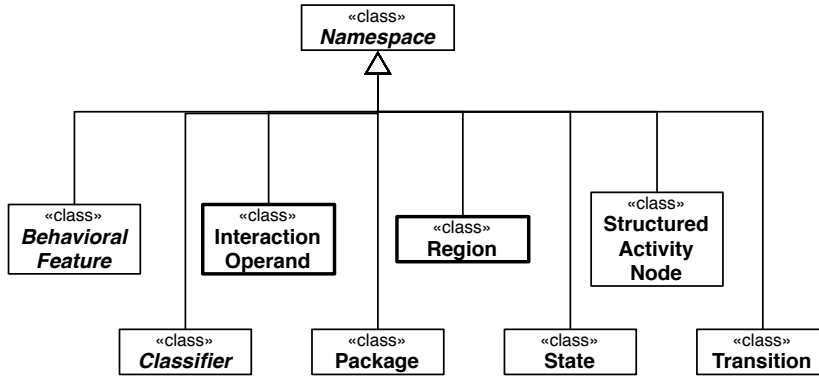 «class»
Namespace
«class»
Behavioral
Feature
«class»
Interaction
Operand
«class»
Region
«class»
Structured
Activity
Node
«class»
Classifier
«class»
Package
«class»
State
«class»
Transition